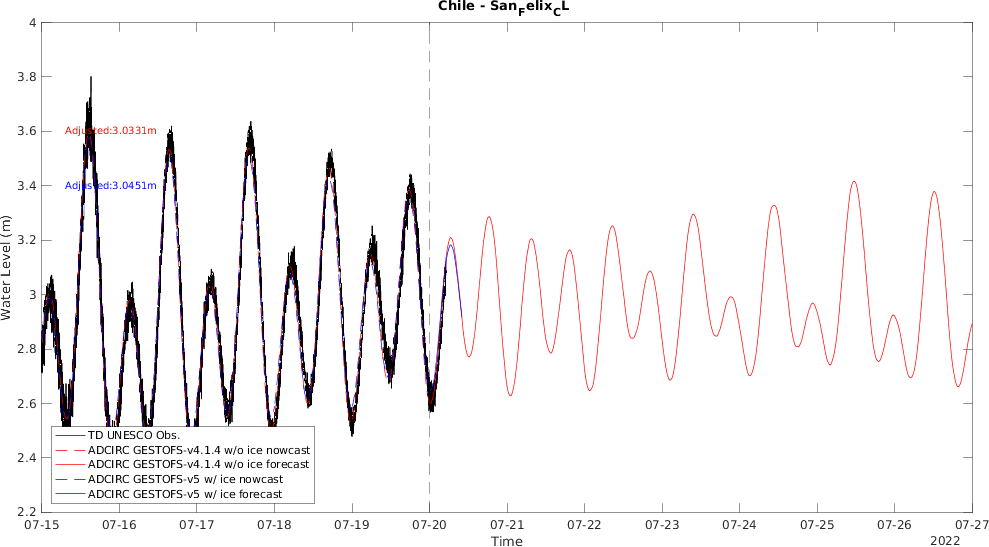 Chile - SanFelixCL
4
3.8
3.6
3.4
3.2
3
2.8
2.6
2.4
2.2
Water Level (m)
Adjusted:3.0331m
Adjusted:3.0451m
TD UNESCO Obs.
ADCIRC GESTOFS-v4.1.4 w/o ice nowcast
ADCIRC GESTOFS-v4.1.4 w/o ice forecast
ADCIRC GESTOFS-v5 w/ ice nowcast
ADCIRC GESTOFS-v5 w/ ice forecast
07-15 07-16 07-17 07-18 07-19 07-20 07-21 07-22 07-23 07-24 07-25 07-26 07-27
Time
2022